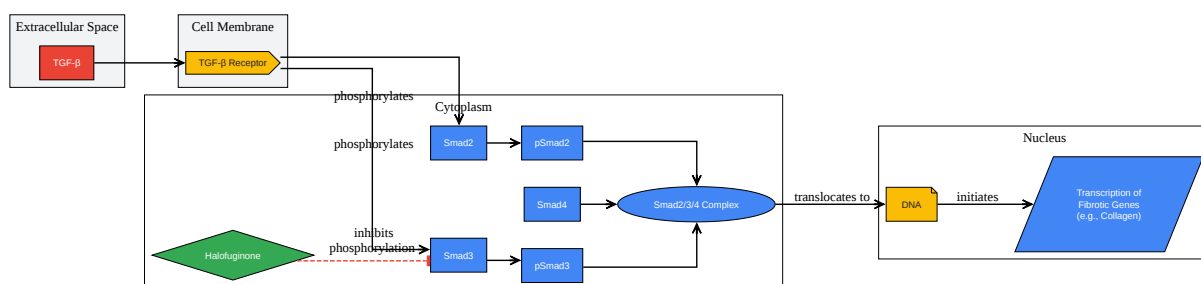 Extracellular Space
TGF-β
Cell Membrane
TGF-β Receptor
phosphorylates
Cytoplasm
phosphorylates
Smad2
pSmad2
Smad4
Smad2/3/4 Complex
inhibits
phosphorylation
Halofuginone
Smad3
pSmad3
translocates to
Nucleus
DNA
initiates
Transcription of
Fibrotic Genes
(e.g., Collagen)